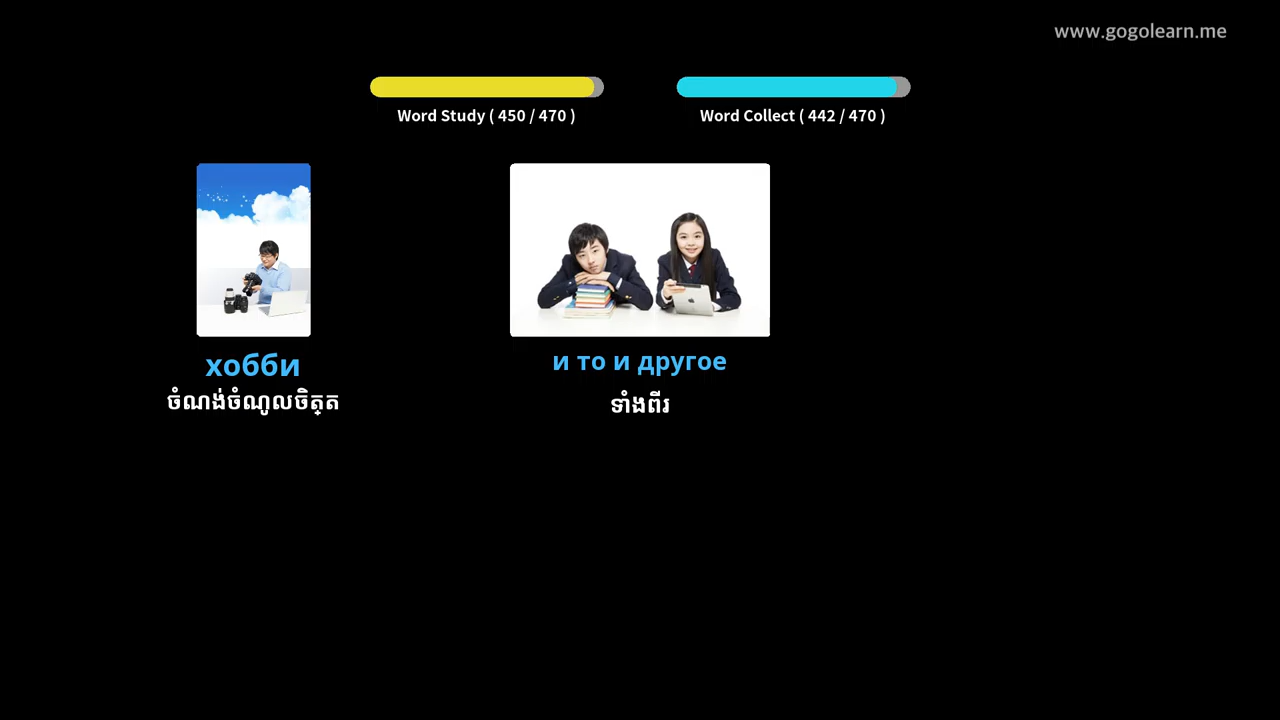 www.gogolearn.me
Word Study ( 450 / 470 )
Word Collect ( 442 / 470 )
хобби
ចំណង់ចំណូលចិត្ត
и то и другое
ទាំងពីរ